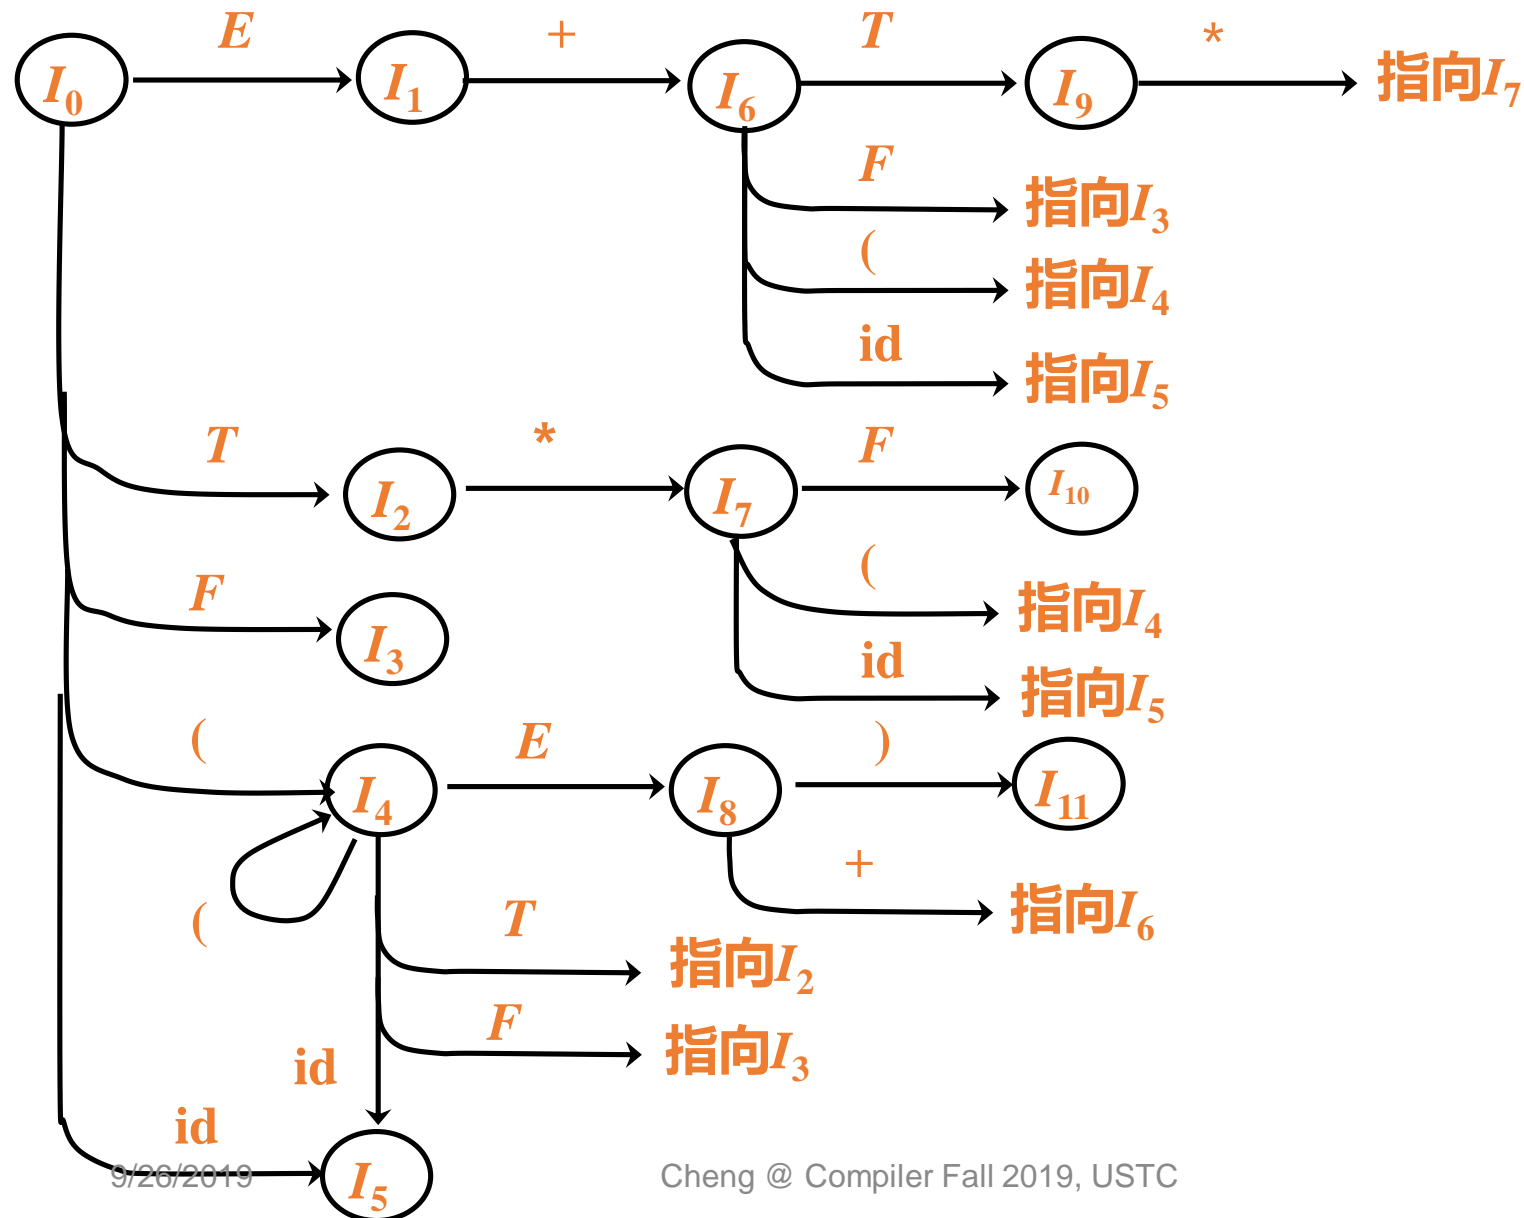 E + T *
I0 I1 I6 I9 指向I7
F
指向I3
(
指向I4
id
指向I5
T * F
I2 I7 I10
(
指向I4
F
I3
id
指向I5
( E )
I4 I8 I11
+
指向I6
( T
指向I2
F
指向I3
id
id
I5
9/26/2019 Cheng @ Compiler Fall 2019, USTC